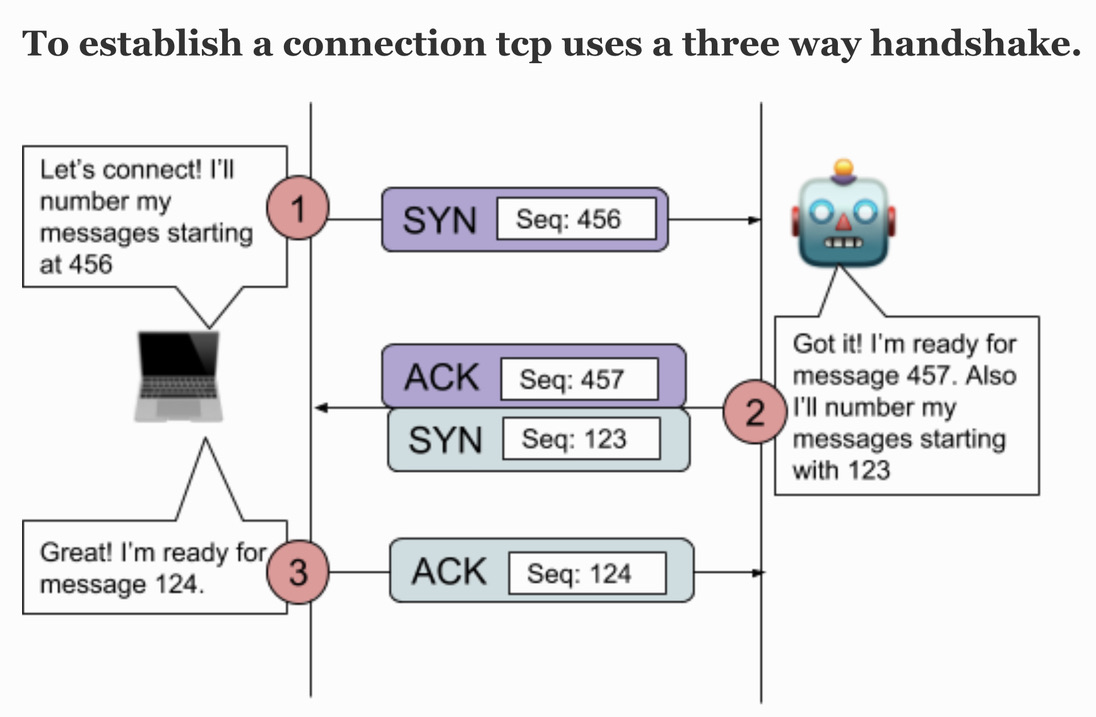 To establish a connection tcp uses a three way handshake.
Let's connect! I'll
number my
messages starting
at 456
1
SYN Seq: 456
ACK Seq: 457
SYN Seq: 123
2
Got it! I'm ready for
message 457. Also
I'll number my
messages starting
with 123
Great! I'm ready for
message 124.
3
ACK Seq: 124